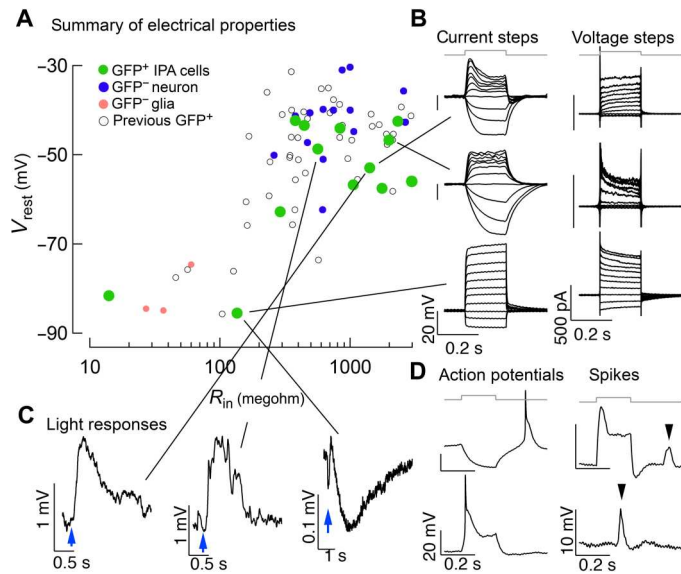 A Summary of electrical properties
−30
−50
−70
−90
Vrest (mV)
GFP+ IPA cells
GFP− neuron
GFP− glia
Previous GFP+
10
100
1000
Rin (megohm)
B
Current steps
Voltage steps
20 mV
0.2 s
500 pA
0.2 s
C
Light responses
1 mV
0.5 s
1 mV
0.5 s
0.1 mV
1 s
D
Action potentials
Spikes
20 mV
0.2 s
10 mV
0.2 s